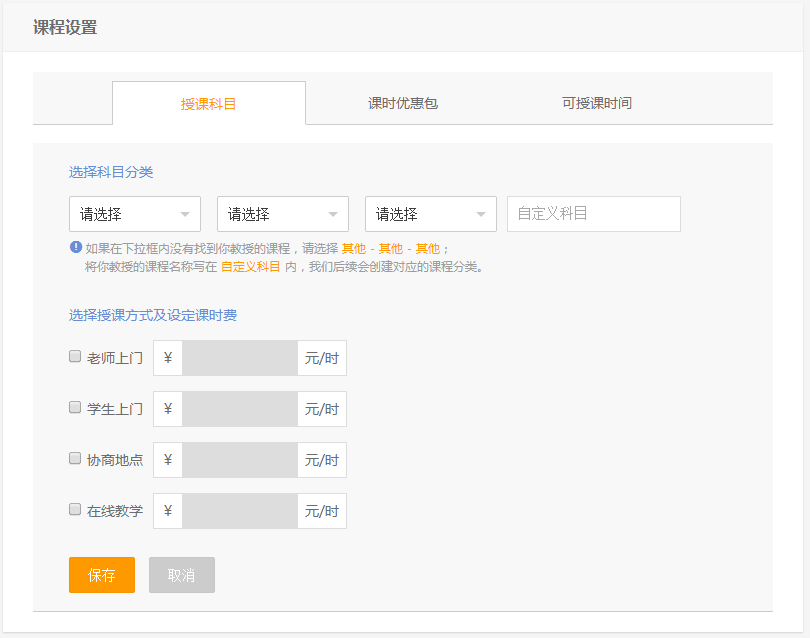 课程设置
授课科目 课时优惠包 可授课时间
选择科目分类
请选择 请选择 请选择 自定义科目
如果在下拉框内没有找到你教授的课程，请选择 其他 - 其他 - 其他；
将你教授的课程名称写在 自定义科目 内，我们后续会创建对应的课程分类。
选择授课方式及设定课时费
老师上门 ¥ 元/时
学生上门 ¥ 元/时
协商地点 ¥ 元/时
在线教学 ¥ 元/时
保存 取消